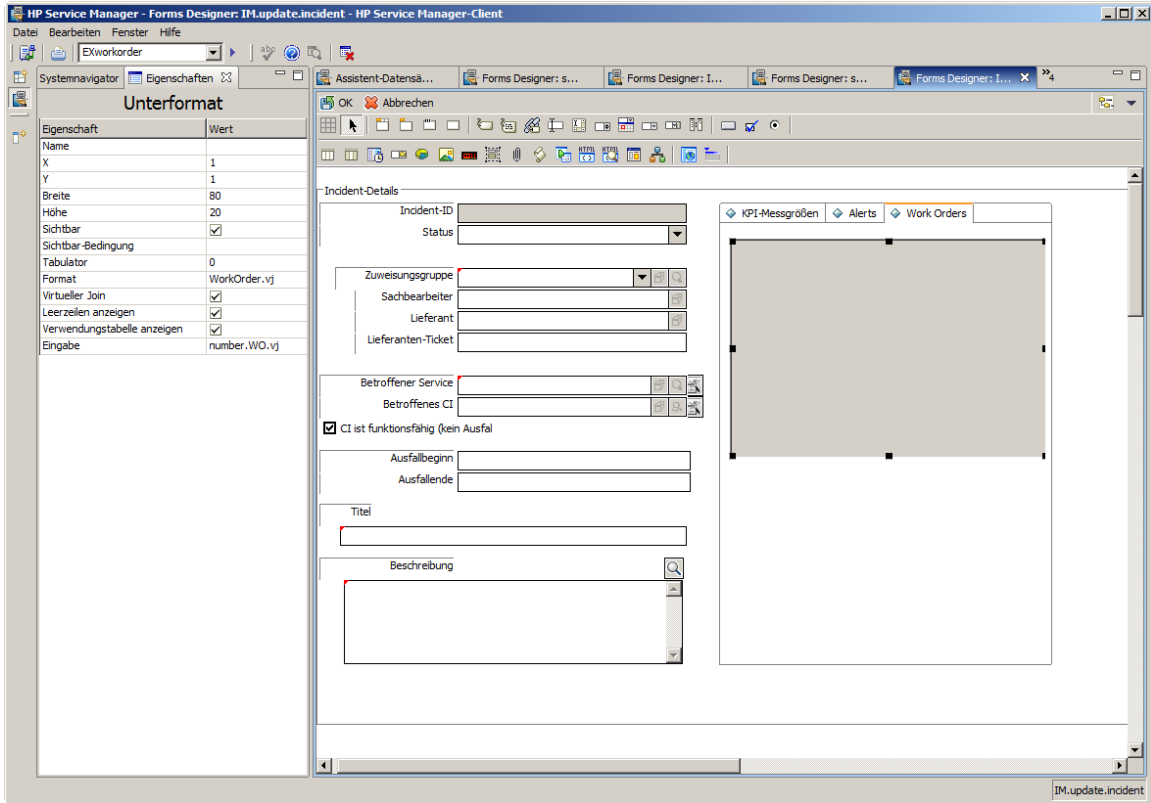 HP Service Manager - Forms Designer: IM.update.incident - HP Service Manager-Client
Datei Bearbeiten Fenster Hilfe
EXworkorder
Systemnavigator Eigenschaften
Assistent-Datensä... Forms Designer: s... Forms Designer: I... Forms Designer: s... Forms Designer: I... »4
Unterformat
OK Abbrechen
Eigenschaft Wert
Name
X 1
Y 1
Breite 80
Höhe 20
Sichtbar
Sichtbar-Bedingung
Tabulator 0
Format WorkOrder.vj
Virtueller Join
Leerzeilen anzeigen
Verwendungstabelle anzeigen
Eingabe number.WO.vj
Incident-Details
Incident-ID
Status
Zuweisungsgruppe
Sachbearbeiter
Lieferant
Lieferanten-Ticket
Betroffener Service
Betroffenes CI
CI ist funktionsfähig (kein Ausfal
Ausfallbeginn
Ausfallende
Titel
Beschreibung
KPI-Messgrößen Alerts Work Orders
IM.update.incident